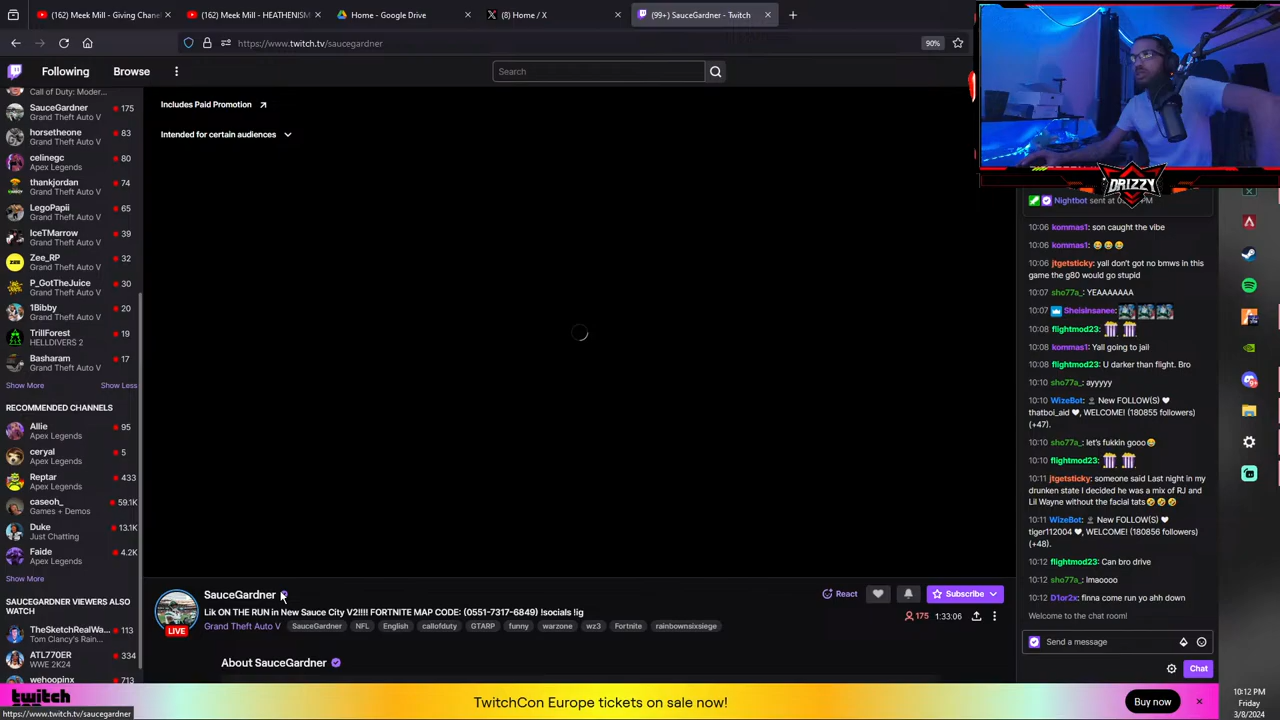 (162) Meek Mill - Giving Chanel
(162) Meek Mill - HEATHENISM
Home - Google Drive
(8) Home / X
(99+) SauceGardner - Twitch
https://www.twitch.tv/saucegardner
90%
Following
Browse
Search
Call of Duty: Moder...
SauceGardner
175
Grand Theft Auto V
horsetheone
83
Grand Theft Auto V
celinegc
80
Apex Legends
thankjordan
74
Grand Theft Auto V
LegoPapii
65
Grand Theft Auto V
IceTMarrow
39
Grand Theft Auto V
Zee_RP
32
Grand Theft Auto V
P_GotTheJuice
30
Grand Theft Auto V
1Bibby
20
Grand Theft Auto V
TrillForest
19
HELLDIVERS 2
Basharam
17
Grand Theft Auto V
Show More
Show Less
RECOMMENDED CHANNELS
Allie
95
Apex Legends
ceryal
5
Apex Legends
Reptar
433
Apex Legends
caseoh_
59.1K
Games + Demos
Duke
13.1K
Just Chatting
Faide
4.2K
Apex Legends
Show More
SAUCEGARDNER VIEWERS ALSO
WATCH
TheSketchRealWa...
113
Tom Clancy's Rain...
ATL770ER
334
WWE 2K24
wehoopinx
713
Includes Paid Promotion
Intended for certain audiences
SauceGardner
Lik ON THE RUN in New Sauce City V2!!!! FORTNITE MAP CODE: (0551-7317-6849) !socials !ig
LIVE
Grand Theft Auto V
SauceGardner
NFL
English
callofduty
GTARP
funny
warzone
wz3
Fortnite
rainbownsixsiege
React
Subscribe
175
1:33:06
About SauceGardner
DRIZZY
Nightbot sent at
10:06 kommas1: son caught the vibe
10:06 kommas1:
10:06 jtgetsticky: yall don't got no bmws in this
game the g80 would go stupid
10:07 sho77a_: YEAAAAAAA
10:07 SheisInsanee:
10:08 flightmod23:
10:08 kommas1: Yall going to jail
10:08 flightmod23: U darker than flight. Bro
10:10 sho77a_: ayyyyy
10:10 WizeBot: New FOLLOW(S)
thatboi_aid ❤, WELCOME! (180855 followers)
(+47).
10:10 sho77a_: let's fukkin gooo
10:10 flightmod23:
10:11 jtgetsticky: someone said Last night in my
drunken state I decided he was a mix of RJ and
Lil Wayne without the facial tats
10:11 WizeBot: New FOLLOW(S)
tiger112004 ❤, WELCOME! (180856 followers)
(+48).
10:12 flightmod23: Can bro drive
10:12 sho77a_: lmaoooo
10:12 D1or2x: finna come run yo ahh down
Welcome to the chat room!
Send a message
Chat
twitch
TwitchCon Europe tickets on sale now!
Buy now
https://www.twitch.tv/saucegardner
10:12 PM
Friday
3/8/2024